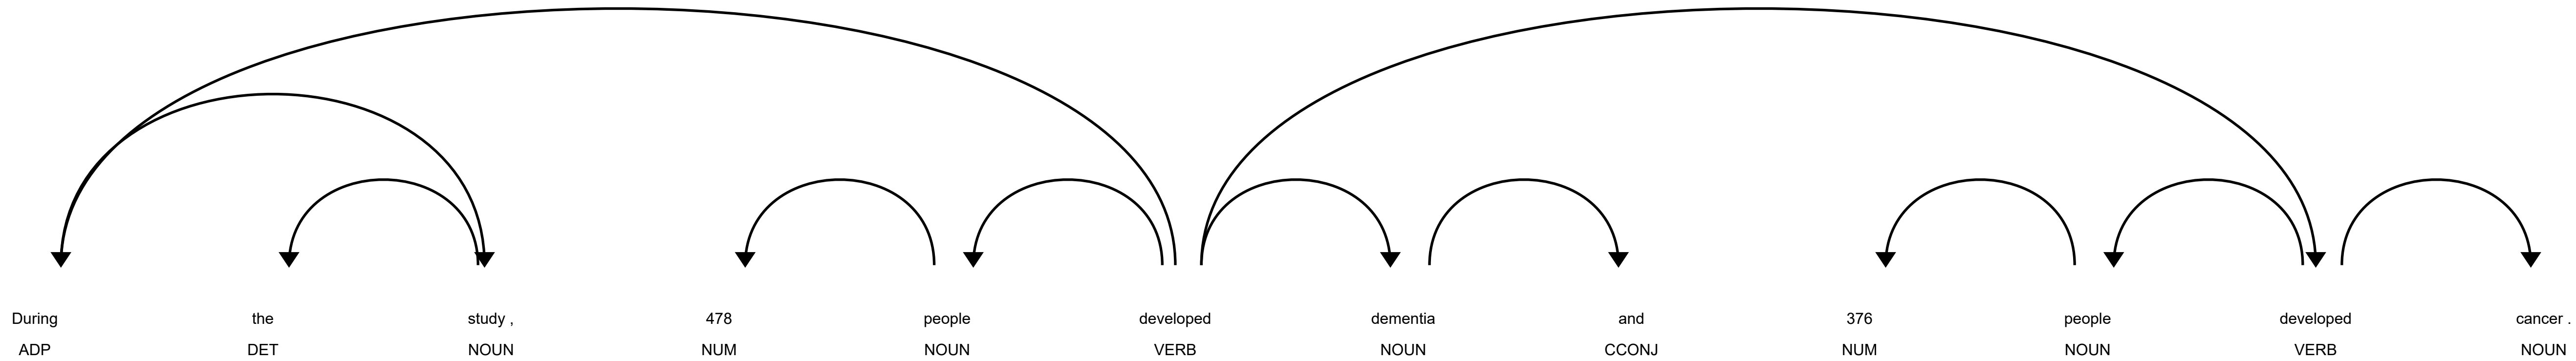 During the study , 478 people developed dementia and 376 people developed cancer .
ADP DET NOUN NUM NOUN VERB NOUN CCONJ NUM NOUN VERB NOUN